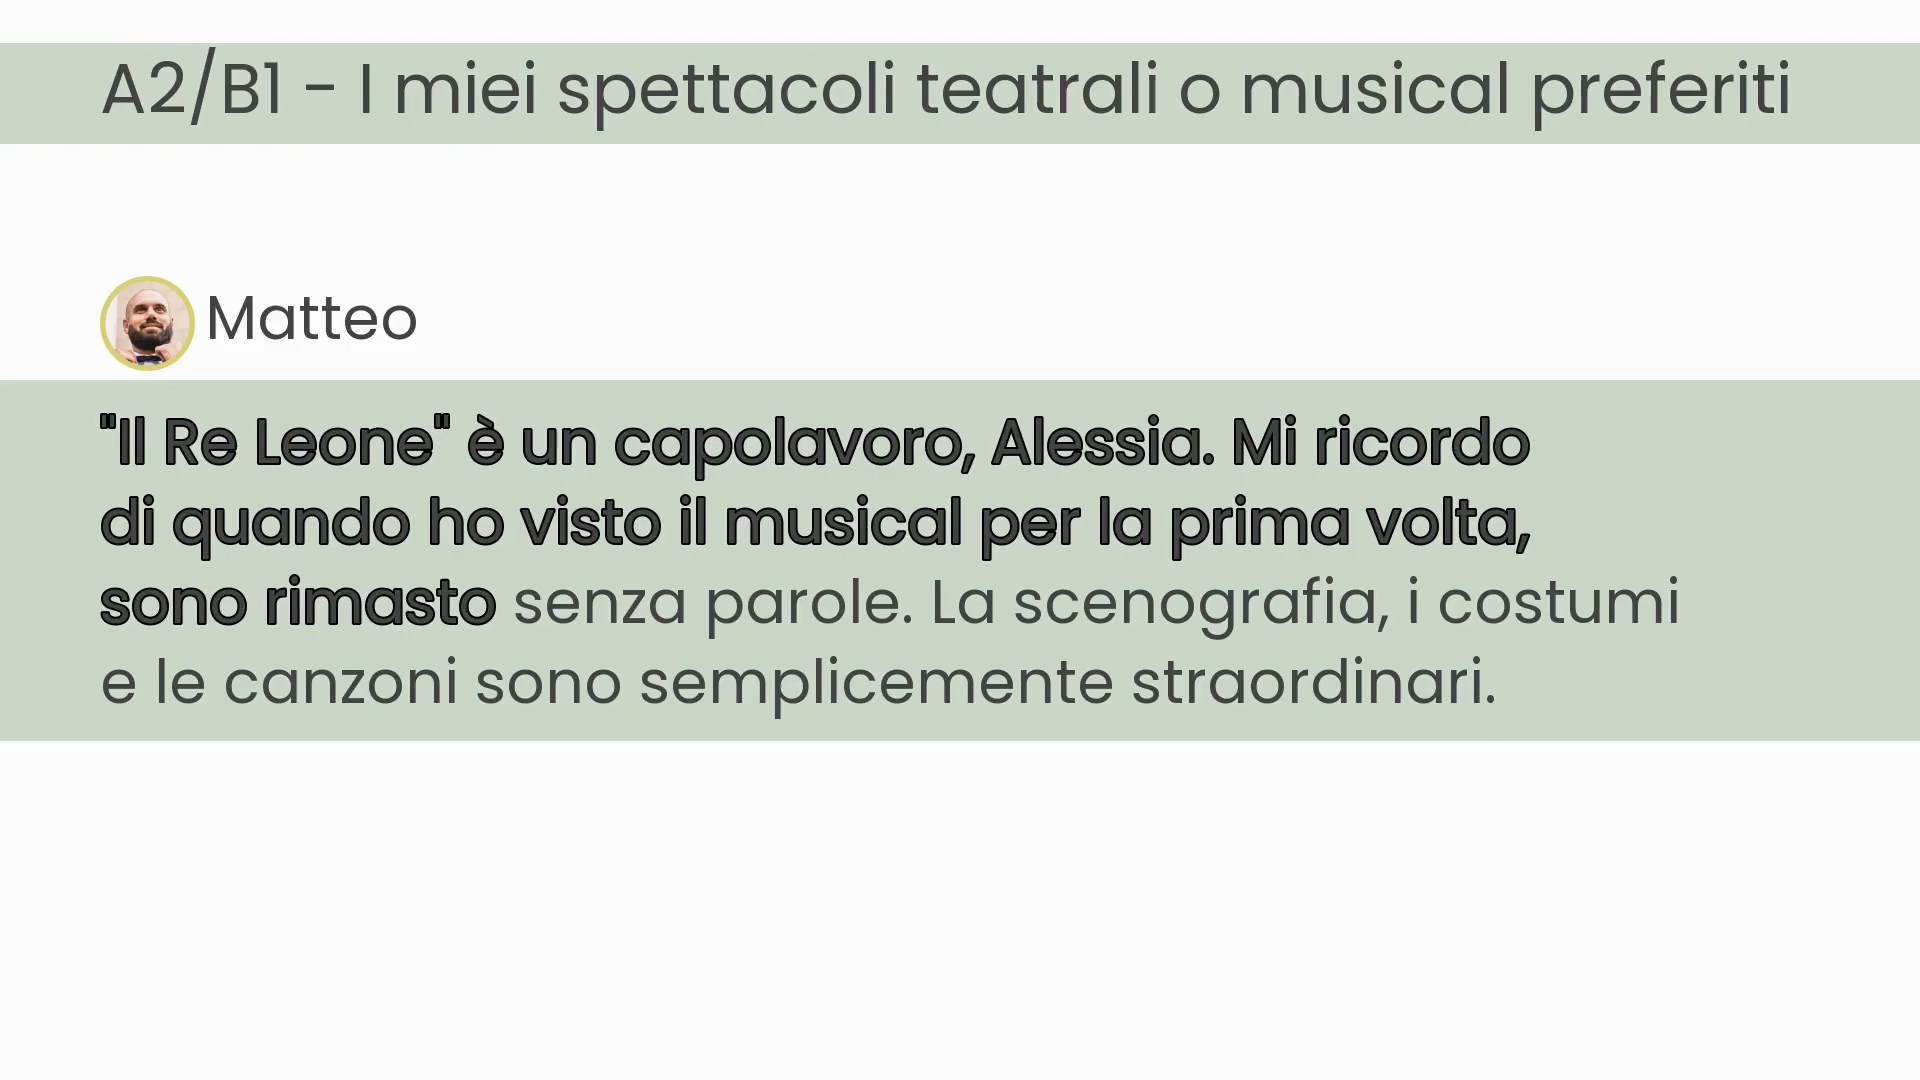 A2/B1 - I miei spettacoli teatrali o musical preferiti
Matteo
"Il Re Leone" è un capolavoro, Alessia. Mi ricordo
di quando ho visto il musical per la prima volta,
sono rimasto senza parole. La scenografia, i costumi
e le canzoni sono semplicemente straordinari.